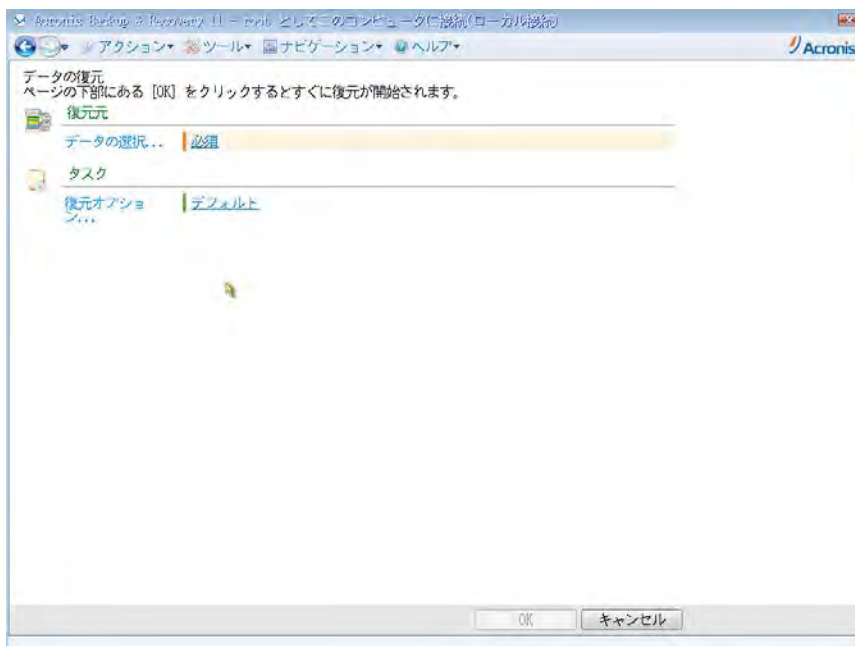 Acronis Backup & Recovery 11 - root としてこのコンピュータに接続(ローカル接続)
アクション ツール ナビゲーション ヘルプ
Acronis
データの復元
ページの下部にある [OK] をクリックするとすぐに復元が開始されます。
復元元
データの選択... 必須
タスク
復元オプショ
ン... デフォルト
OK キャンセル